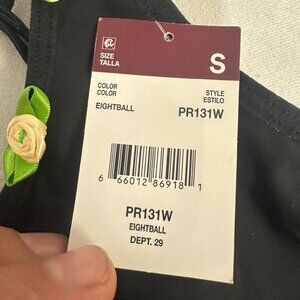 SIZE
TALLA
S
COLOR
COLOR
STYLE
ESTILO
EIGHTBALL
PR131W
6 66012 86918 1
PR131W
EIGHTBALL
DEPT. 29